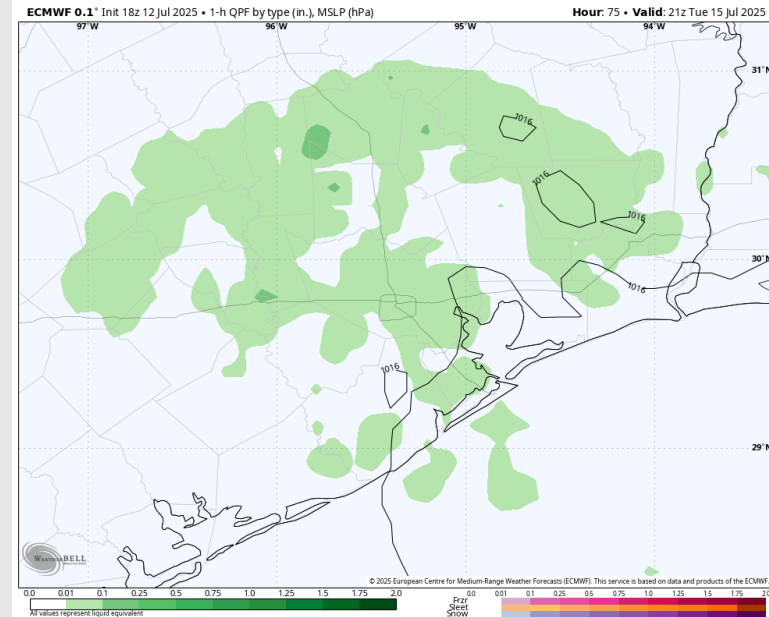 ECMWF 0.1° Init 18z 12 Jul 2025 • 1-h QPF by type (in.), MSLP (hPa)
Hour: 75 • Valid: 21z Tue 15 Jul 2025
97°W 96°W 95°W 94°W
31°N
1016
1016
1016
30°N
1016
1016
29°N
WEATHERBELL
© 2025 European Centre for Medium-Range Weather Forecasts (ECMWF). This service is based on data and products of the ECMWF.
0.0 0.01 0.1 0.25 0.5 0.75 1.0 1.25 1.5 1.75 2.0
0.0 0.01 0.1 0.25 0.5 0.75 1.0 1.25 1.5 1.75 2.0
All values represent liquid equivalent
Frzr
Sleet
Snow